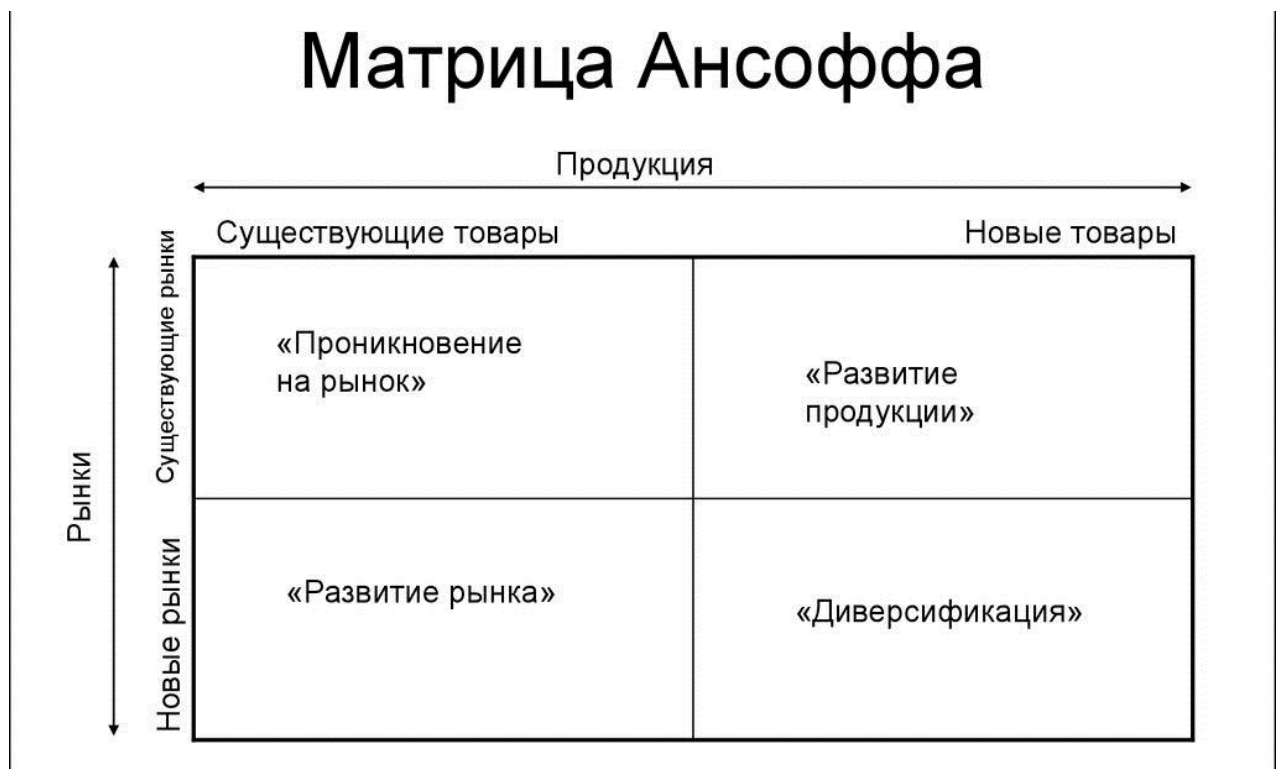 Матрица Ансоффа
Продукция
Существующие товары
Новые товары
Рынки
Существующие рынки
Новые рынки
«Проникновение
на рынок»
«Развитие
продукции»
«Развитие рынка»
«Диверсификация»